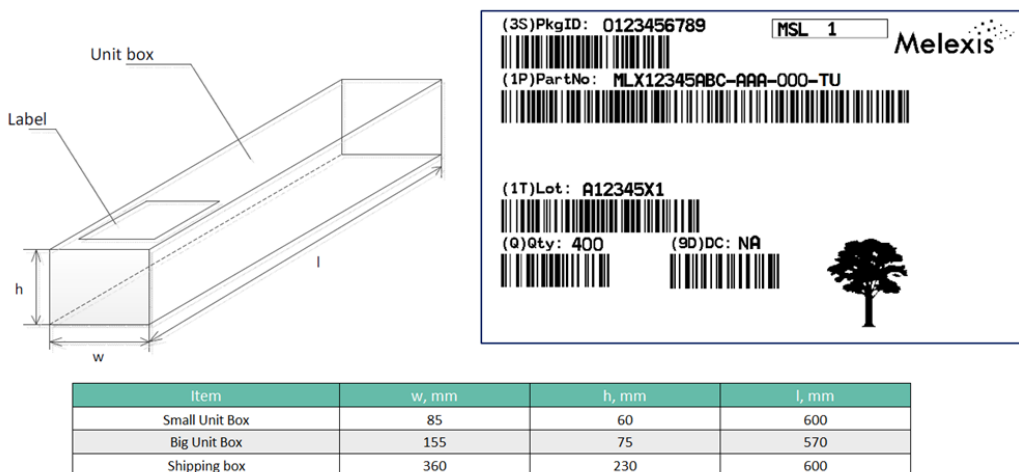 Unit box
Label
h
w
l
(3S)PkgID: 0123456789
MSL 1
Melexis
(1P)PartNo: MLX12345ABC-AAA-000-TU
(1T)Lot: A12345X1
(Q)Qty: 400
(9D)DC: NA
Item w, mm h, mm l, mm
Small Unit Box 85 60 600
Big Unit Box 155 75 570
Shipping box 360 230 600